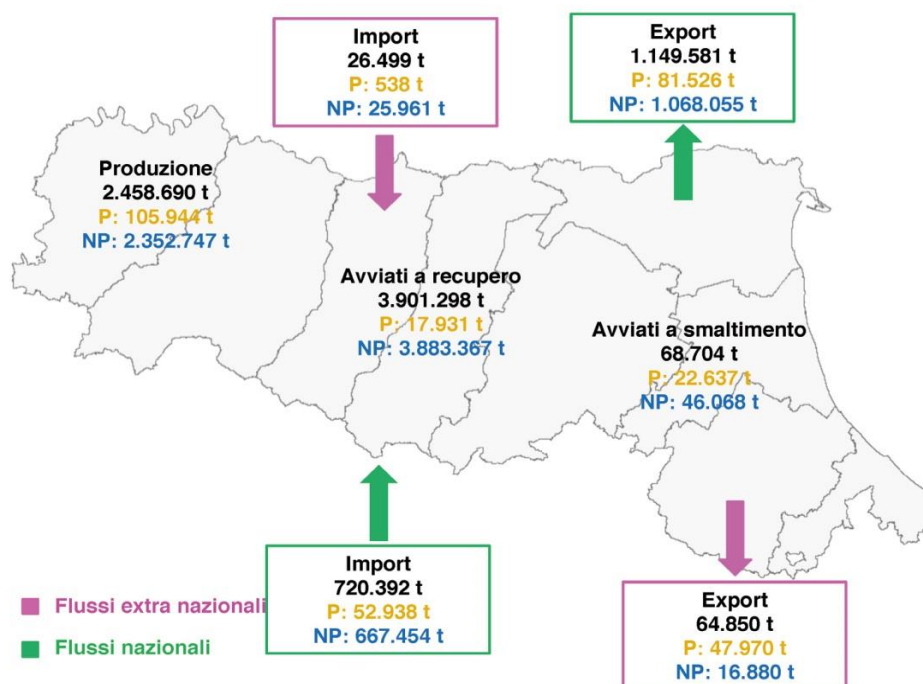 Import
26.499 t
P: 538 t
NP: 25.961 t
Export
1.149.581 t
P: 81.526 t
NP: 1.068.055 t
Produzione
2.458.690 t
P: 105.944 t
NP: 2.352.747 t
Avviati a recupero
3.901.298 t
P: 17.931 t
NP: 3.883.367 t
Avviati a smaltimento
68.704 t
P: 22.637 t
NP: 46.068 t
Import
720.392 t
P: 52.938 t
NP: 667.454 t
Export
64.850 t
P: 47.970 t
NP: 16.880 t
Flussi extra nazionali
Flussi nazionali